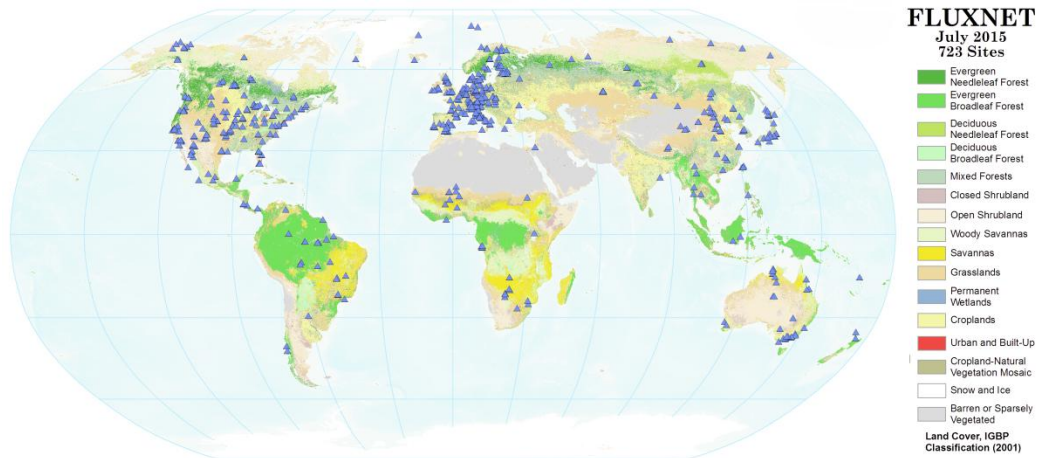 FLUXNET
July 2015
723 Sites
Evergreen
Needleleaf Forest
Evergreen
Broadleaf Forest
Deciduous
Needleleaf Forest
Deciduous
Broadleaf Forest
Mixed Forests
Closed Shrubland
Open Shrubland
Woody Savannas
Savannas
Grasslands
Permanent
Wetlands
Croplands
Urban and Built-Up
Cropland-Natural
Vegetation Mosaic
Snow and Ice
Barren or Sparsely
Vegetated
Land Cover, IGBP
Classification (2001)